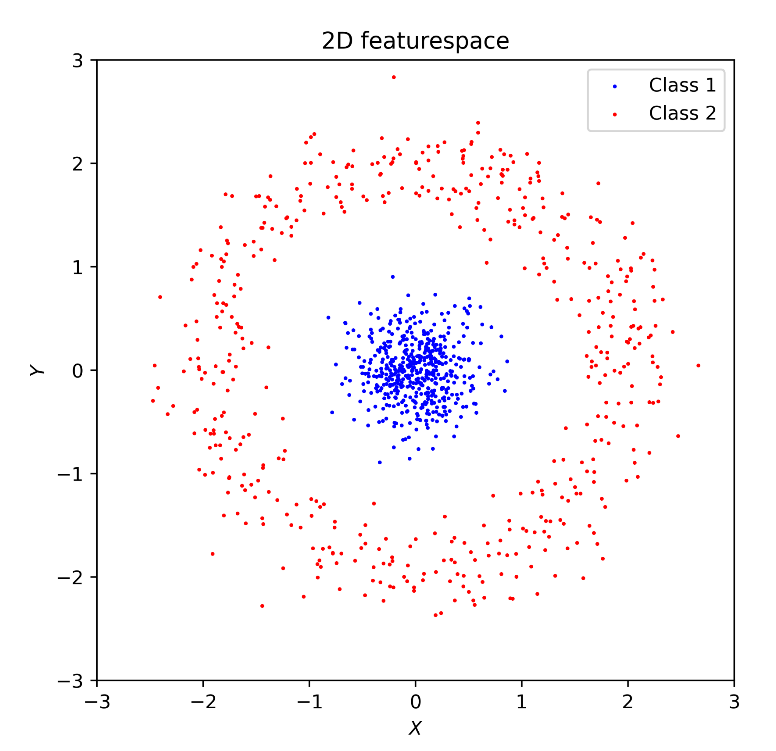 2D featurespace
Class 1
Class 2
3
2
1
0
−1
−2
−3
Y
−3 −2 −1 0 1 2 3
X